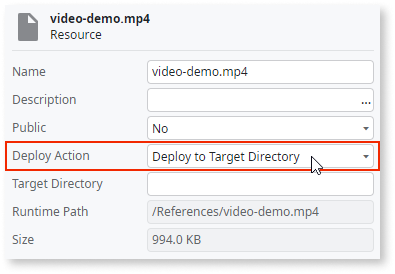 video-demo.mp4
Resource
Name video-demo.mp4
Description ...
Public No
Deploy Action Deploy to Target Directory
Target Directory
Runtime Path /References/video-demo.mp4
Size 994.0 KB